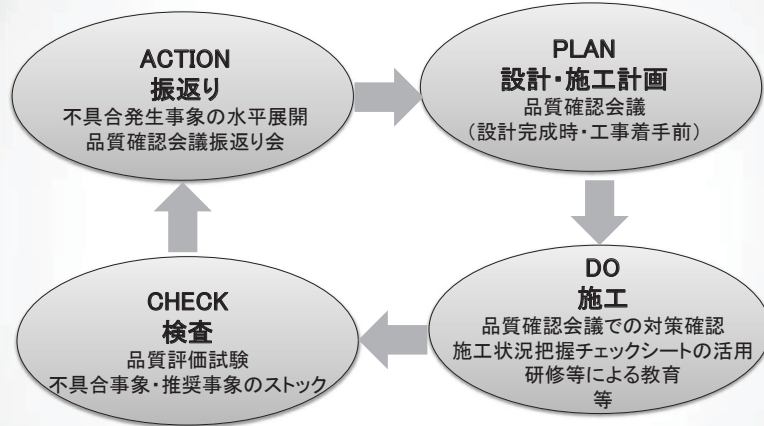 ACTION
振返り
不具合発生事象の水平展開
品質確認会議振返り会
PLAN
設計・施工計画
品質確認会議
(設計完成時・工事着手前)
DO
施工
品質確認会議での対策確認
施工状況把握チェックシートの活用
研修等による教育
等
CHECK
検査
品質評価試験
不具合事象・推奨事象のストック